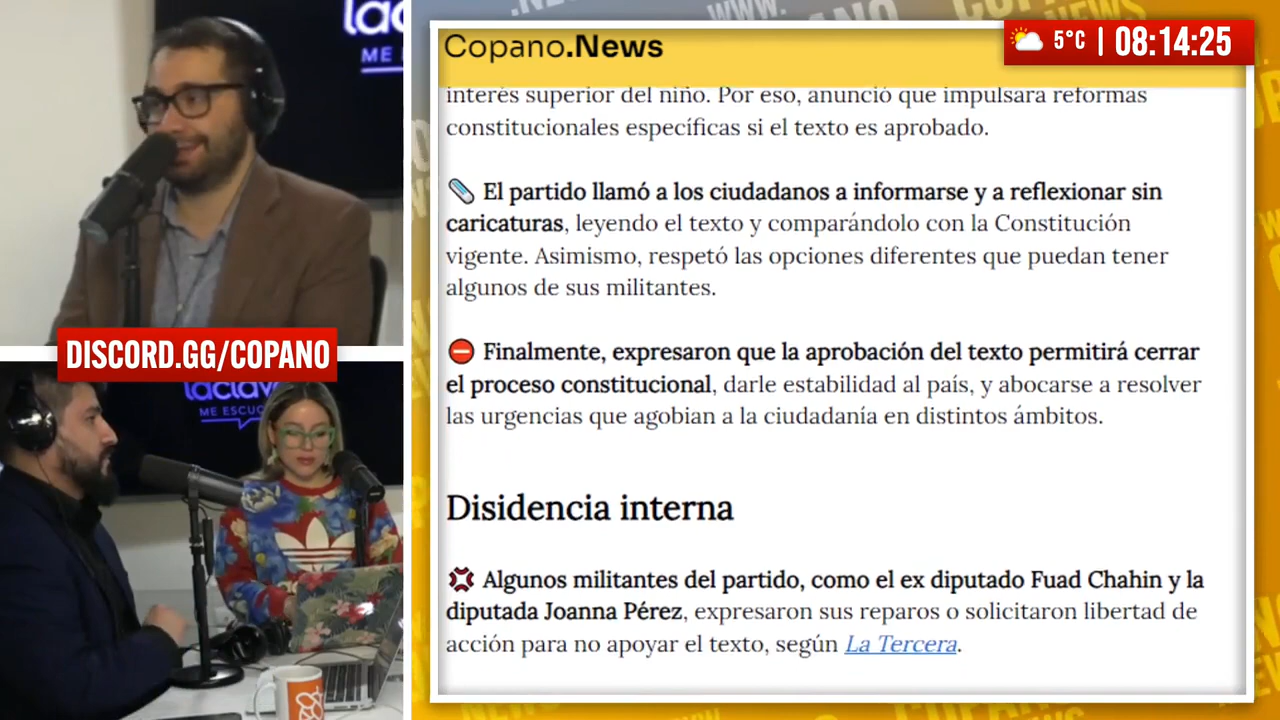 Copano.News
5°C | 08:14:25
interés superior del niño. Por eso, anunció que impulsará reformas
constitucionales específicas si el texto es aprobado.
El partido llamó a los ciudadanos a informarse y a reflexionar sin
caricaturas, leyendo el texto y comparándolo con la Constitución
vigente. Asimismo, respetó las opciones diferentes que puedan tener
algunos de sus militantes.
Finalmente, expresaron que la aprobación del texto permitirá cerrar
el proceso constitucional, darle estabilidad al país, y abocarse a resolver
las urgencias que agobian a la ciudadanía en distintos ámbitos.
Disidencia interna
Algunos militantes del partido, como el ex diputado Fuad Chahin y la
diputada Joanna Pérez, expresaron sus reparos o solicitaron libertad de
acción para no apoyar el texto, según La Tercera.
DISCORD.GG/COPANO
lac
ME
laclav
ME ESCU